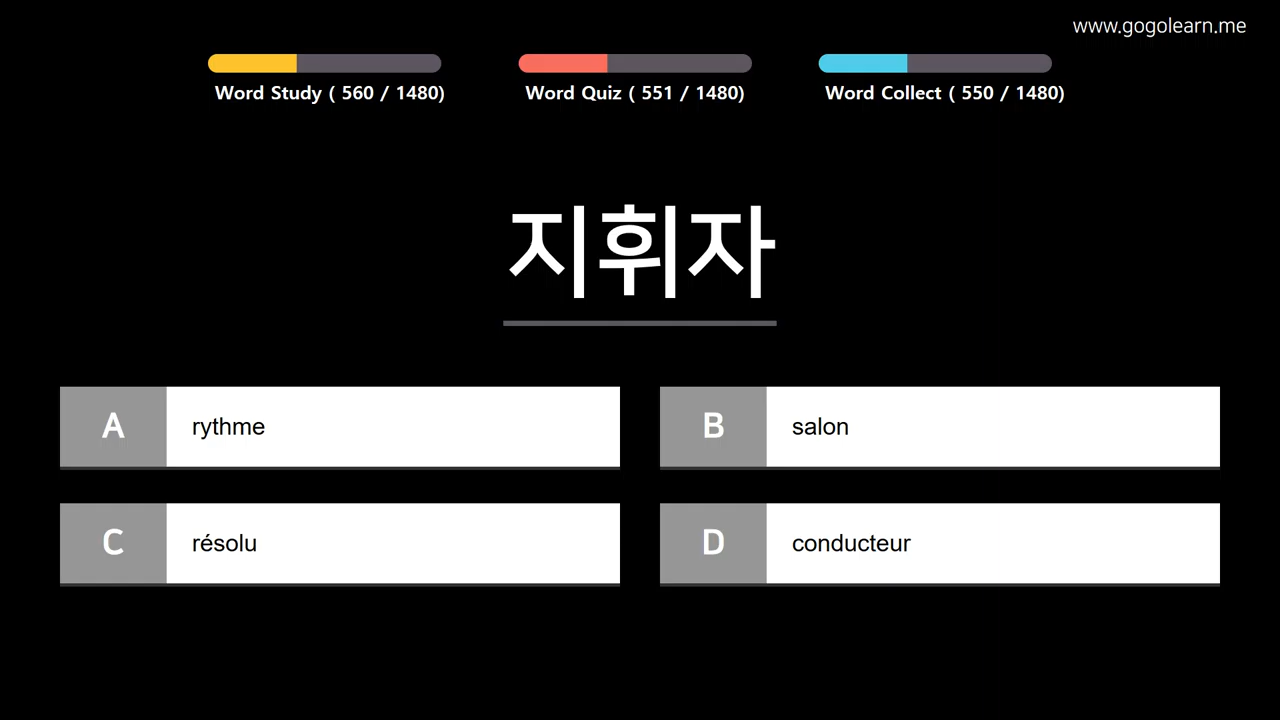 www.gogolearn.me
Word Study ( 560 / 1480)
Word Quiz ( 551 / 1480)
Word Collect ( 550 / 1480)
지휘자
A rythme
B salon
C résolu
D conducteur